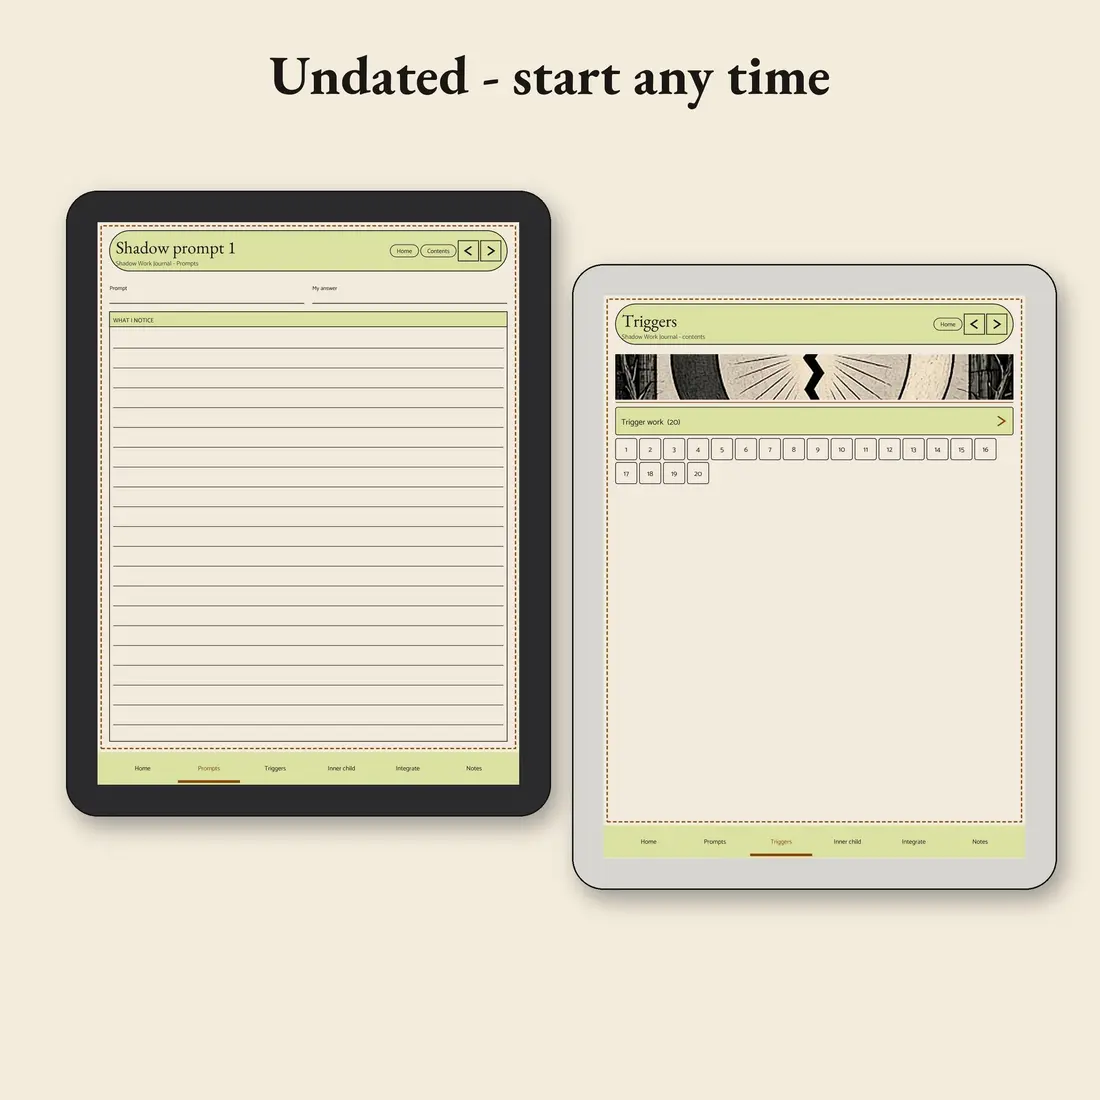 Undated - start any time
Shadow prompt 1
Shadow Work Journal - Prompts
Home
Contents
<
>
Prompt
My answer
WHAT I NOTICE
Home
Prompts
Triggers
Inner child
Integrate
Notes
Triggers
Shadow Work Journal - contents
Home
<
>
Trigger work (20)
>
1 2 3 4 5 6 7 8 9 10 11 12 13 14 15 16
17 18 19 20
Home
Prompts
Triggers
Inner child
Integrate
Notes